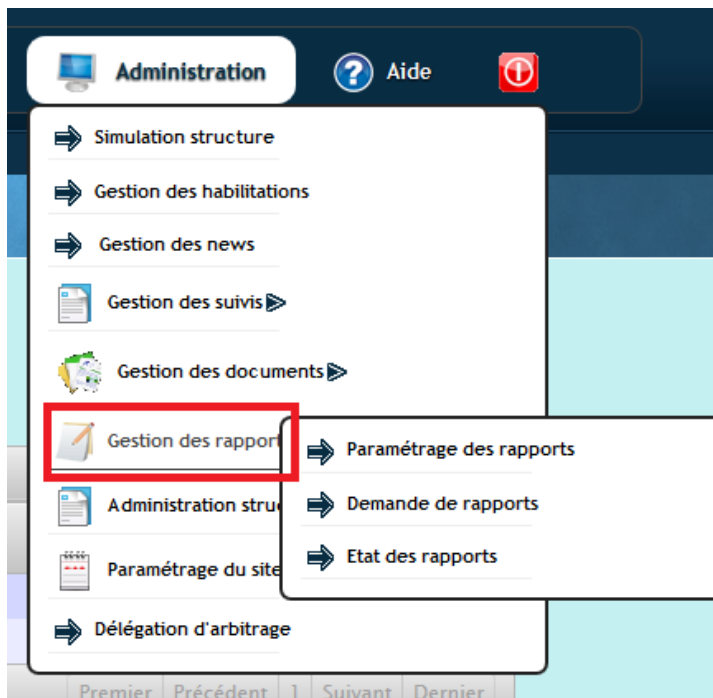 Administration
Aide
Simulation structure
Gestion des habilitations
Gestion des news
Gestion des suivis
Gestion des documents
Gestion des rapport
Paramétrage des rapports
Administration stru
Demande de rapports
Etat des rapports
Paramétrage du site
Délégation d'arbitrage
Premier Précédent 1 Suivant Dernier